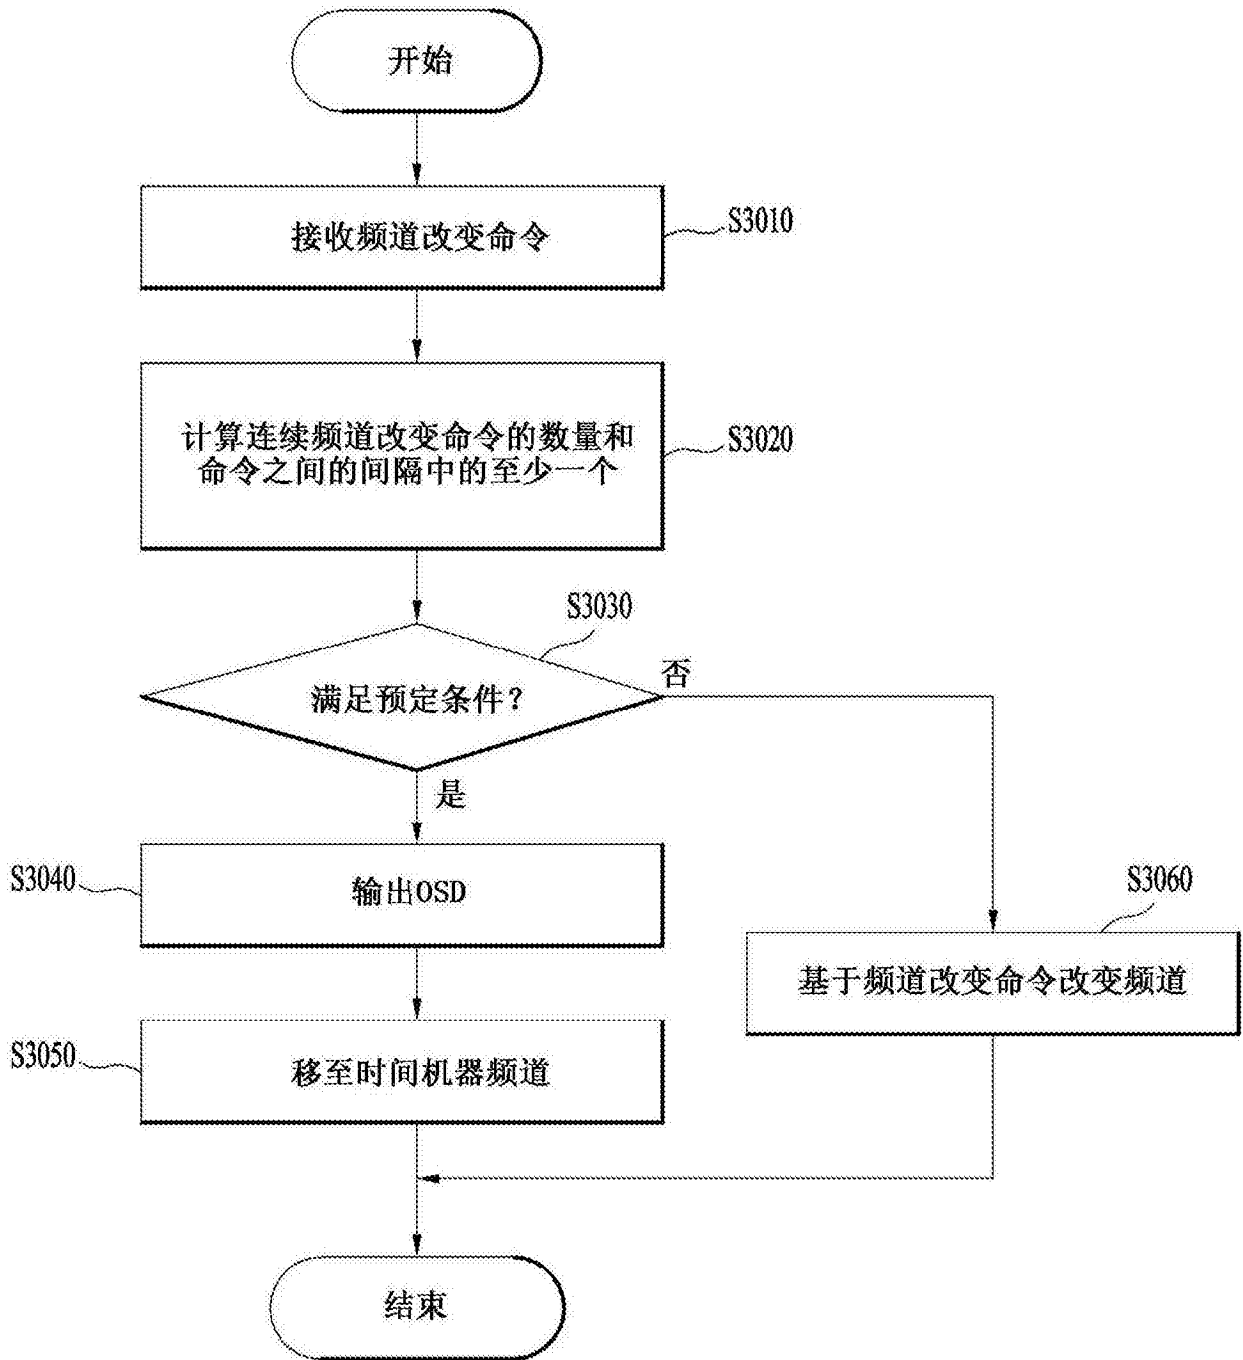 开始
接收频道改变命令
S3010
计算连续频道改变命令的数量和
命令之间的间隔中的至少一个
S3020
S3030
满足预定条件？
否
是
S3040
输出OSD
S3060
基于频道改变命令改变频道
S3050
移至时间机器频道
结束